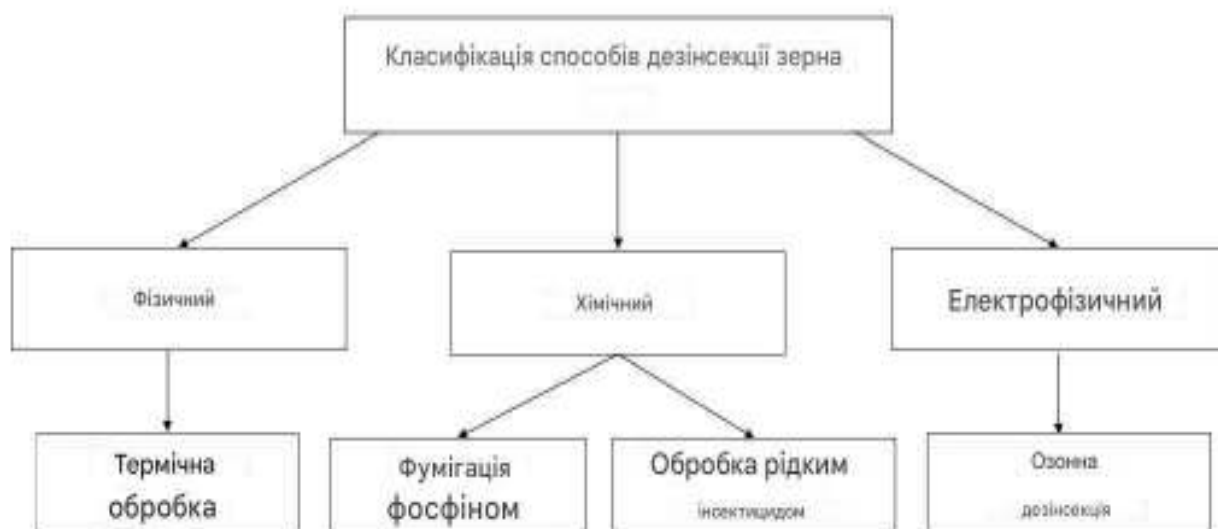 Класифікація способів дезінсекції зерна
Фізичний
Хімічний
Електрофізичний
Термічна
обробка
Фумігація
фосфіном
Обробка рідким
інсектицидом
Озонна
дезінсекція